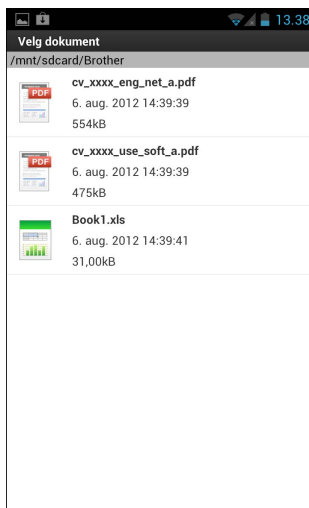 13.38
Velg dokument
/mnt/sdcard/Brother
cv_xxxx_eng_net_a.pdf
PDF
6. aug. 2012 14:39:39
554kB
cv_xxxx_use_soft_a.pdf
PDF
6. aug. 2012 14:39:39
475kB
Book1.xls
6. aug. 2012 14:39:41
31,00kB